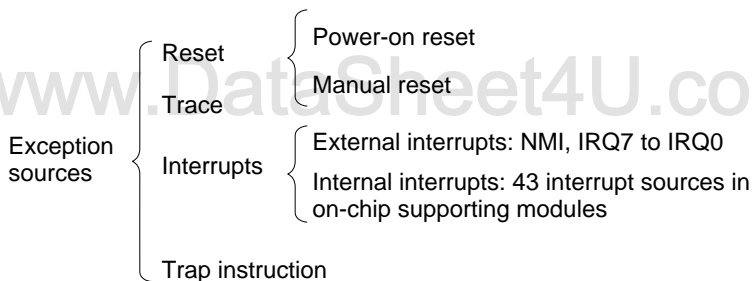 Reset
Power-on reset
Manual reset
www.DataSheet4U.co
Trace
Exception
sources
Interrupts
External interrupts: NMI, IRQ7 to IRQ0
Internal interrupts: 43 interrupt sources in
on-chip supporting modules
Trap instruction